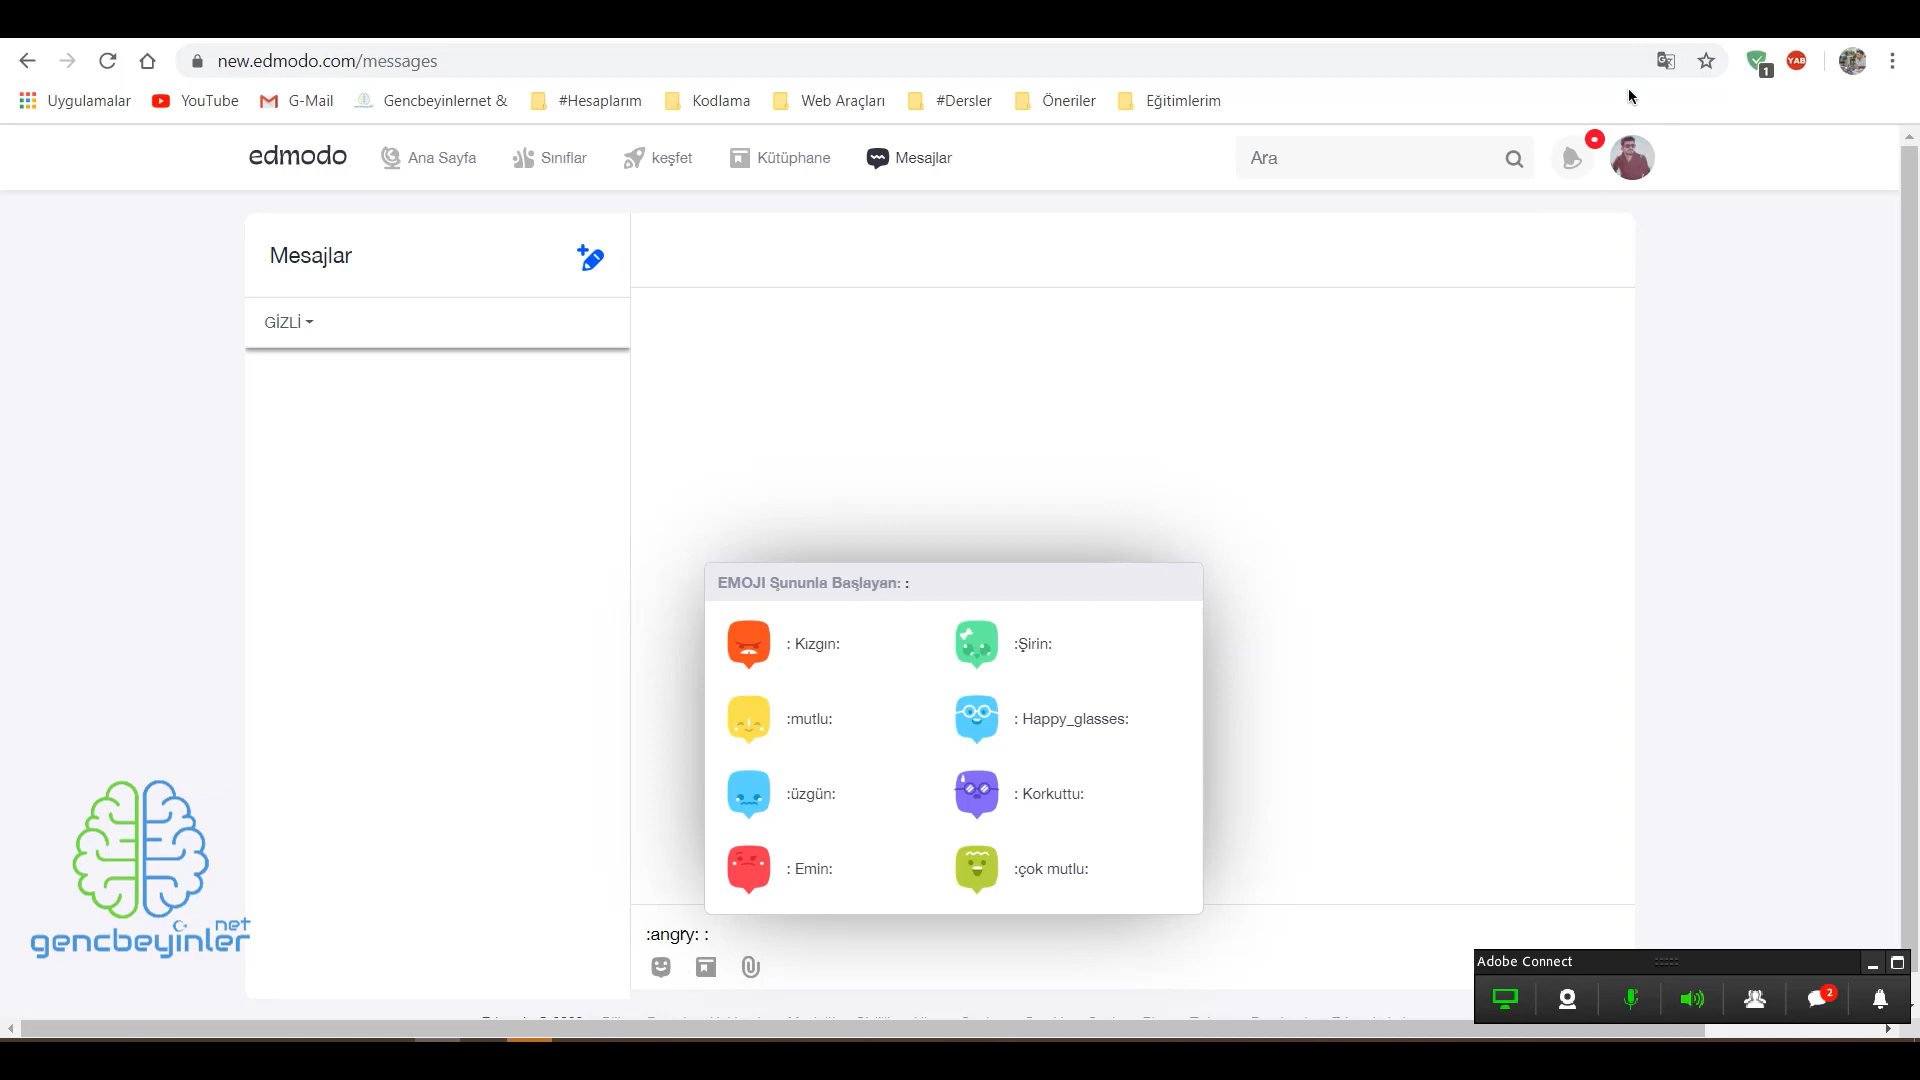 new.edmodo.com/messages
1
YAB
Uygulamalar YouTube G-Mail Gencbeyinlernet & #Hesaplarım Kodlama Web Araçları #Dersler Öneriler Eğitimlerim
edmodo Ana Sayfa Sınıflar keşfet Kütüphane Mesajlar Ara
Mesajlar
GİZLİ
EMOJI Şununla Başlayan: :
: Kızgın: :Şirin:
:mutlu: : Happy_glasses:
:üzgün: : Korkuttu:
: Emin: :çok mutlu:
net
gencbeyinler
:angry: :
Adobe Connect
2